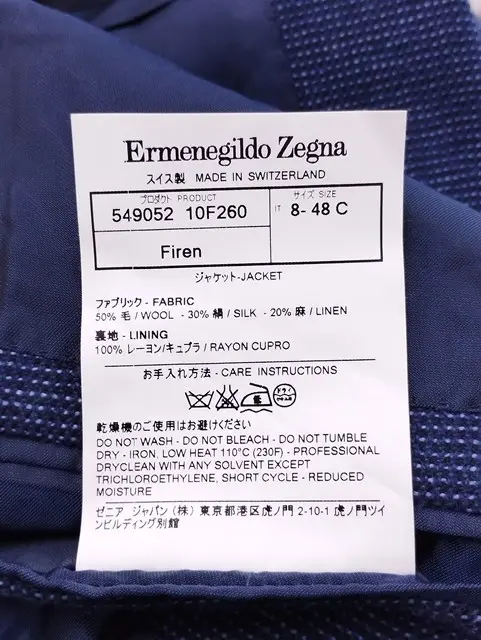 Ermenegildo Zegna
スイス製 MADE IN SWITZERLAND
プロダクト PRODUCT
549052 10F260
サイズ SIZE
IT 8- 48 C
Firen
ジャケット-JACKET
ファブリック - FABRIC
50% 毛 / WOOL - 30% 絹 / SILK - 20% 麻 / LINEN
裏地 - LINING
100% レーヨン/キュプラ / RAYON CUPRO
お手入れ方法 - CARE INSTRUCTIONS
ドライ
乾燥機のご使用はお避けください
DO NOT WASH - DO NOT BLEACH - DO NOT TUMBLE
DRY - IRON, LOW HEAT 110°C (230F) - PROFESSIONAL
DRYCLEAN WITH ANY SOLVENT EXCEPT
TRICHLOROETHYLENE, SHORT CYCLE - REDUCED
MOISTURE
ゼニア ジャパン (株) 東京都港区虎ノ門 2-10-1 虎ノ門ツイ
ンビルディング別館